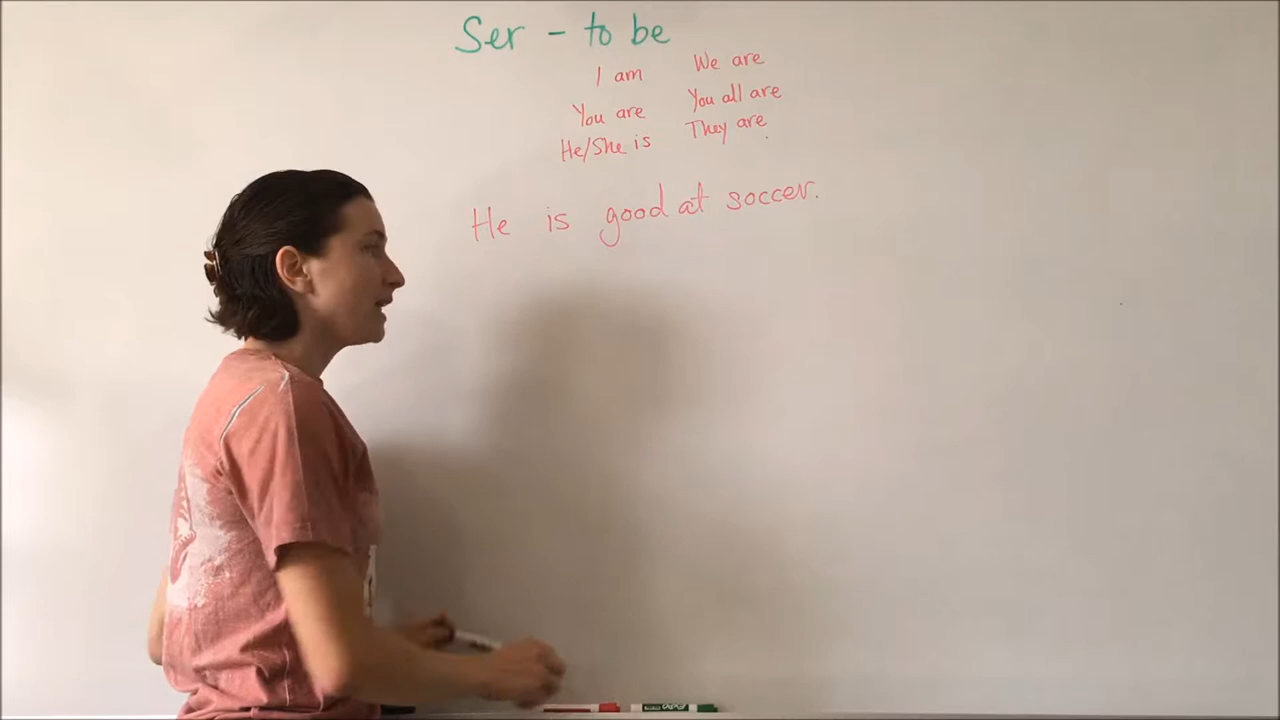 Ser - to be
I am We are
You are You all are
He/She is They are
He is good at soccer.